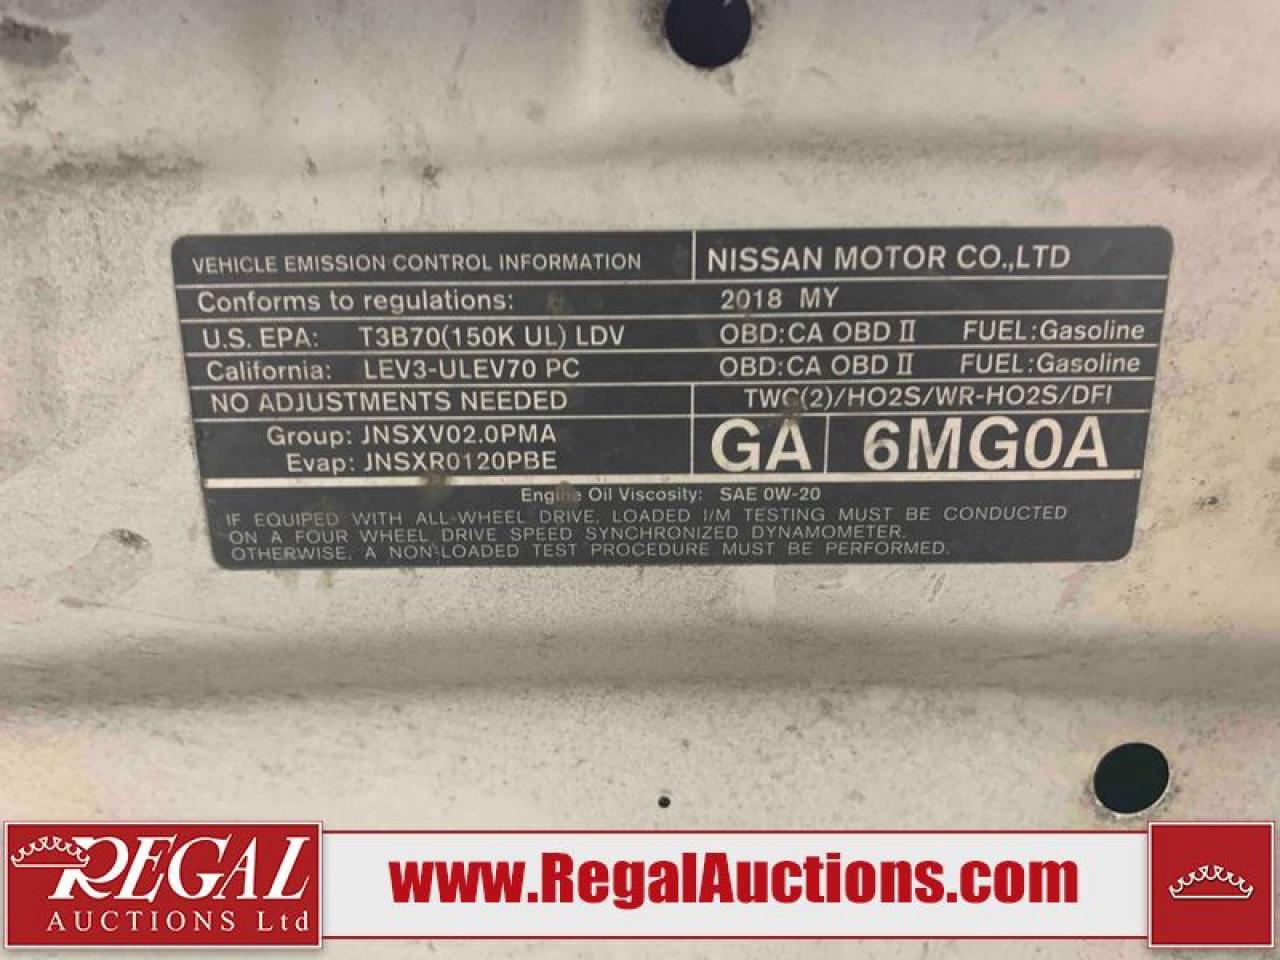 VEHICLE EMISSION CONTROL INFORMATION NISSAN MOTOR CO.,LTD
Conforms to regulations: 2018 MY
U.S. EPA: T3B70(150K UL) LDV OBD:CA OBD II FUEL:Gasoline
California: LEV3-ULEV70 PC OBD:CA OBD II FUEL:Gasoline
NO ADJUSTMENTS NEEDED TWC(2)/HO2S/WR-HO2S/DFI
Group: JNSXV02.0PMA GA 6MG0A
Evap: JNSXR0120PBE
Engine Oil Viscosity: SAE 0W-20
IF EQUIPED WITH ALL-WHEEL DRIVE, LOADED I/M TESTING MUST BE CONDUCTED
ON A FOUR WHEEL DRIVE SPEED SYNCHRONIZED DYNAMOMETER.
OTHERWISE, A NON-LOADED TEST PROCEDURE MUST BE PERFORMED.
REGAL
AUCTIONS Ltd
www.RegalAuctions.com